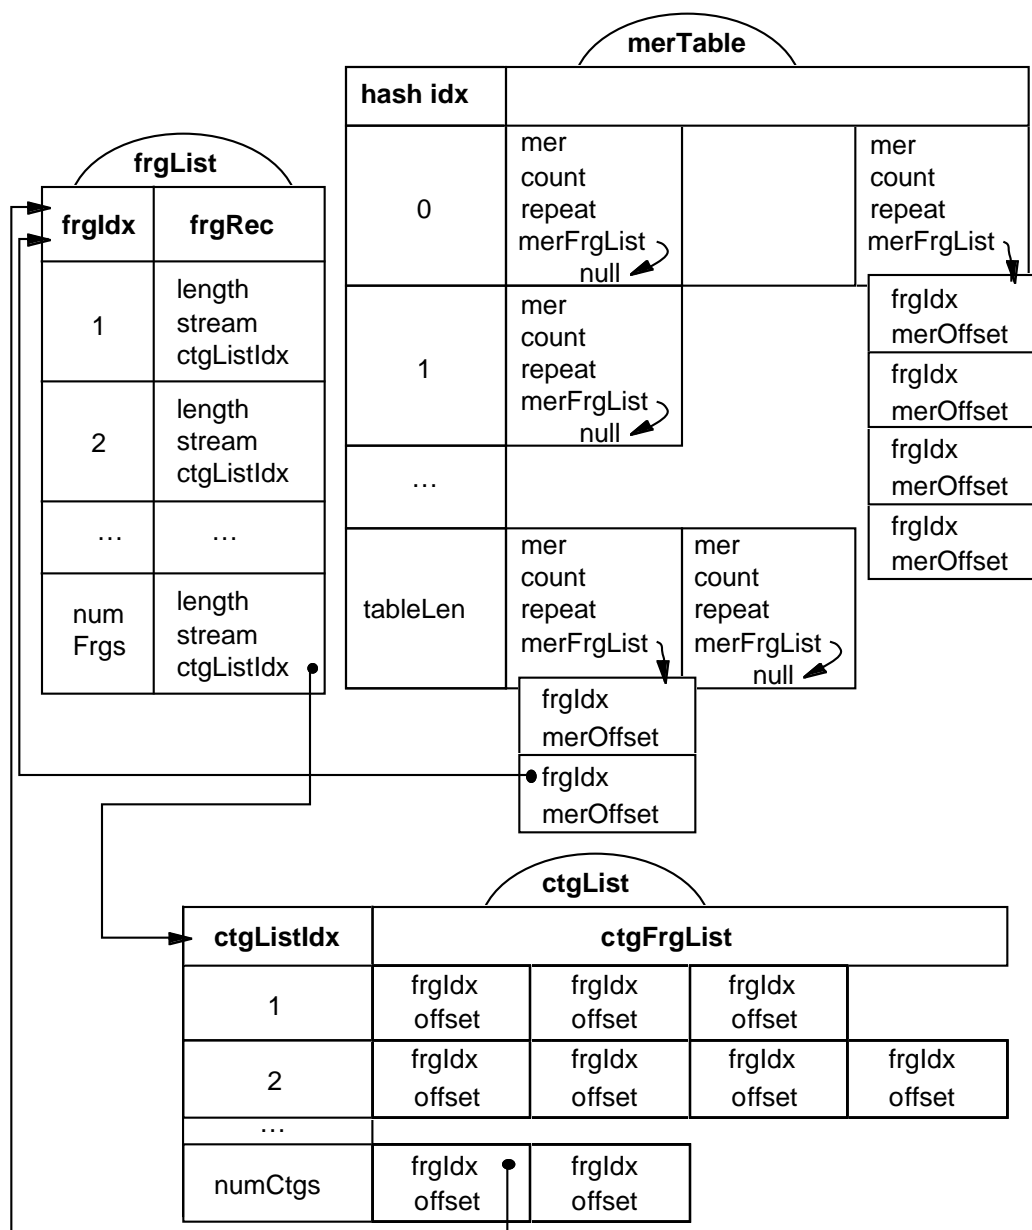 merTable
hash idx
0
mer
count
repeat
merFrgList
null
mer
count
repeat
merFrgList
frgIdx
merOffset
frgIdx
merOffset
frgIdx
merOffset
frgIdx
merOffset
1
mer
count
repeat
merFrgList
null
…
tableLen
mer
count
repeat
merFrgList
frgIdx
merOffset
frgIdx
merOffset
mer
count
repeat
merFrgList
null
frgList
frgIdx frgRec
1
length
stream
ctgListIdx
2
length
stream
ctgListIdx
… …
num
Frgs
length
stream
ctgListIdx
ctgList
ctgListIdx ctgFrgList
1
frgIdx frgIdx frgIdx
offset offset offset
2
frgIdx frgIdx frgIdx frgIdx
offset offset offset offset
…
numCtgs
frgIdx frgIdx
offset offset